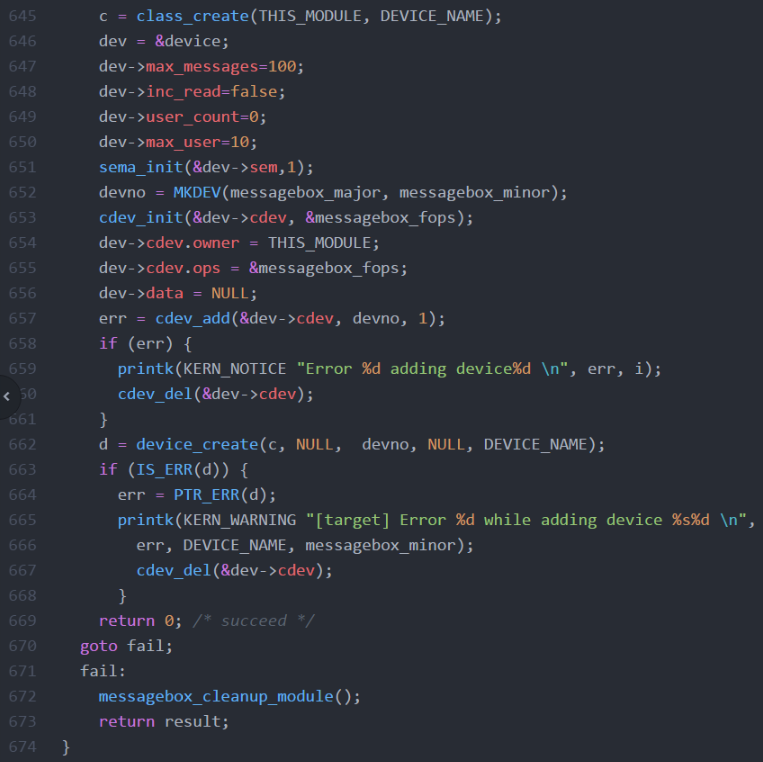 645 c = class_create(THIS_MODULE, DEVICE_NAME);
646 dev = &device;
647 dev->max_messages=100;
648 dev->inc_read=false;
649 dev->user_count=0;
650 dev->max_user=10;
651 sema_init(&dev->sem,1);
652 devno = MKDEV(messagebox_major, messagebox_minor);
653 cdev_init(&dev->cdev, &messagebox_fops);
654 dev->cdev.owner = THIS_MODULE;
655 dev->cdev.ops = &messagebox_fops;
656 dev->data = NULL;
657 err = cdev_add(&dev->cdev, devno, 1);
658 if (err) {
659 printk(KERN_NOTICE "Error %d adding device%d \n", err, i);
60 cdev_del(&dev->cdev);
661 }
662 d = device_create(c, NULL,  devno, NULL, DEVICE_NAME);
663 if (IS_ERR(d)) {
664 err = PTR_ERR(d);
665 printk(KERN_WARNING "[target] Error %d while adding device %s%d \n",
666 err, DEVICE_NAME, messagebox_minor);
667 cdev_del(&dev->cdev);
668 }
669 return 0; /* succeed */
670 goto fail;
671 fail:
672 messagebox_cleanup_module();
673 return result;
674 }